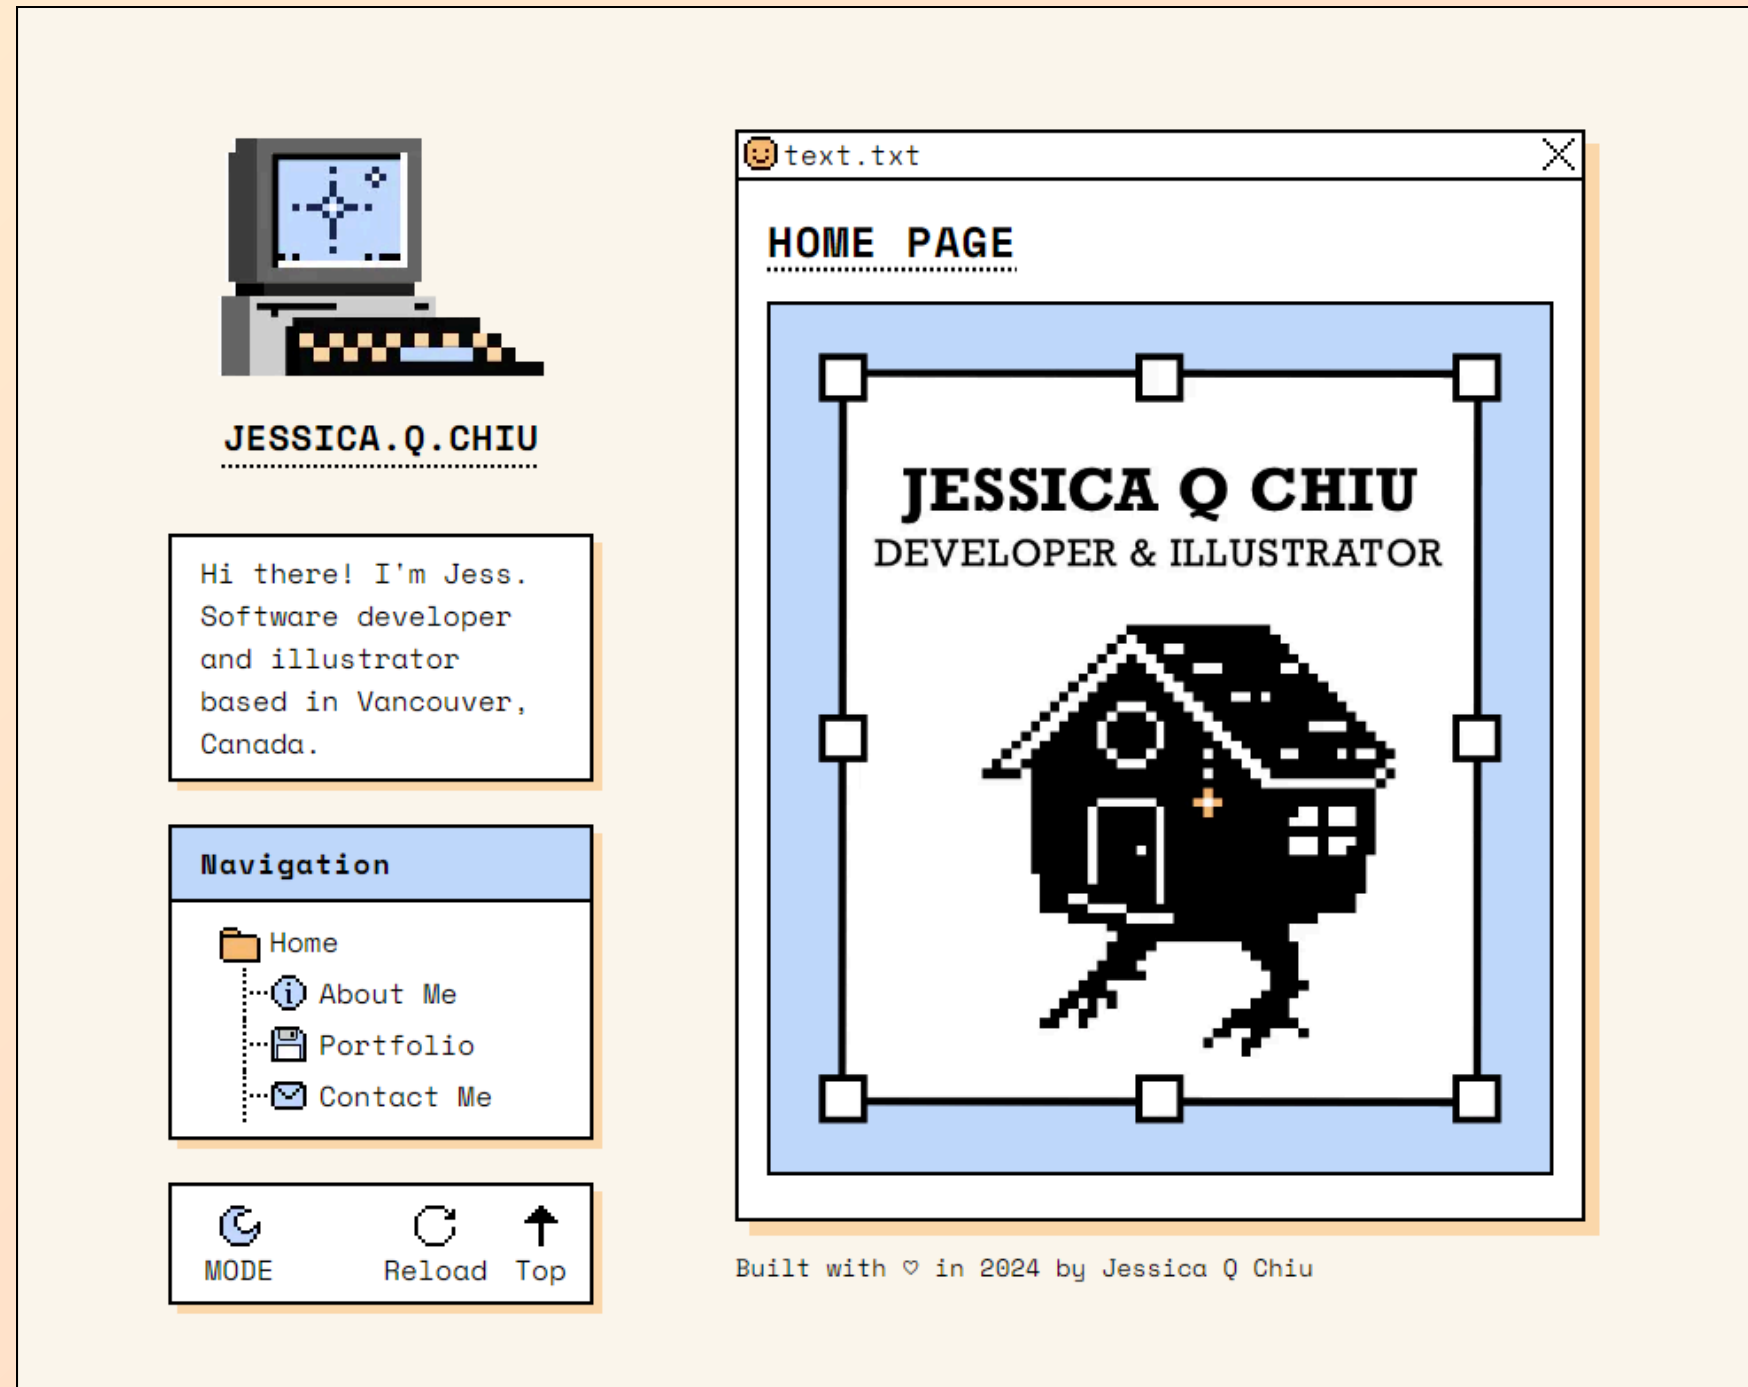 JESSICA.Q.CHIU
Hi there! I'm Jess.
Software developer
and illustrator
based in Vancouver,
Canada.
Navigation
Home
About Me
Portfolio
Contact Me
MODE
Reload
Top
text.txt
HOME PAGE
JESSICA Q CHIU
DEVELOPER & ILLUSTRATOR
Built with ♡ in 2024 by Jessica Q Chiu